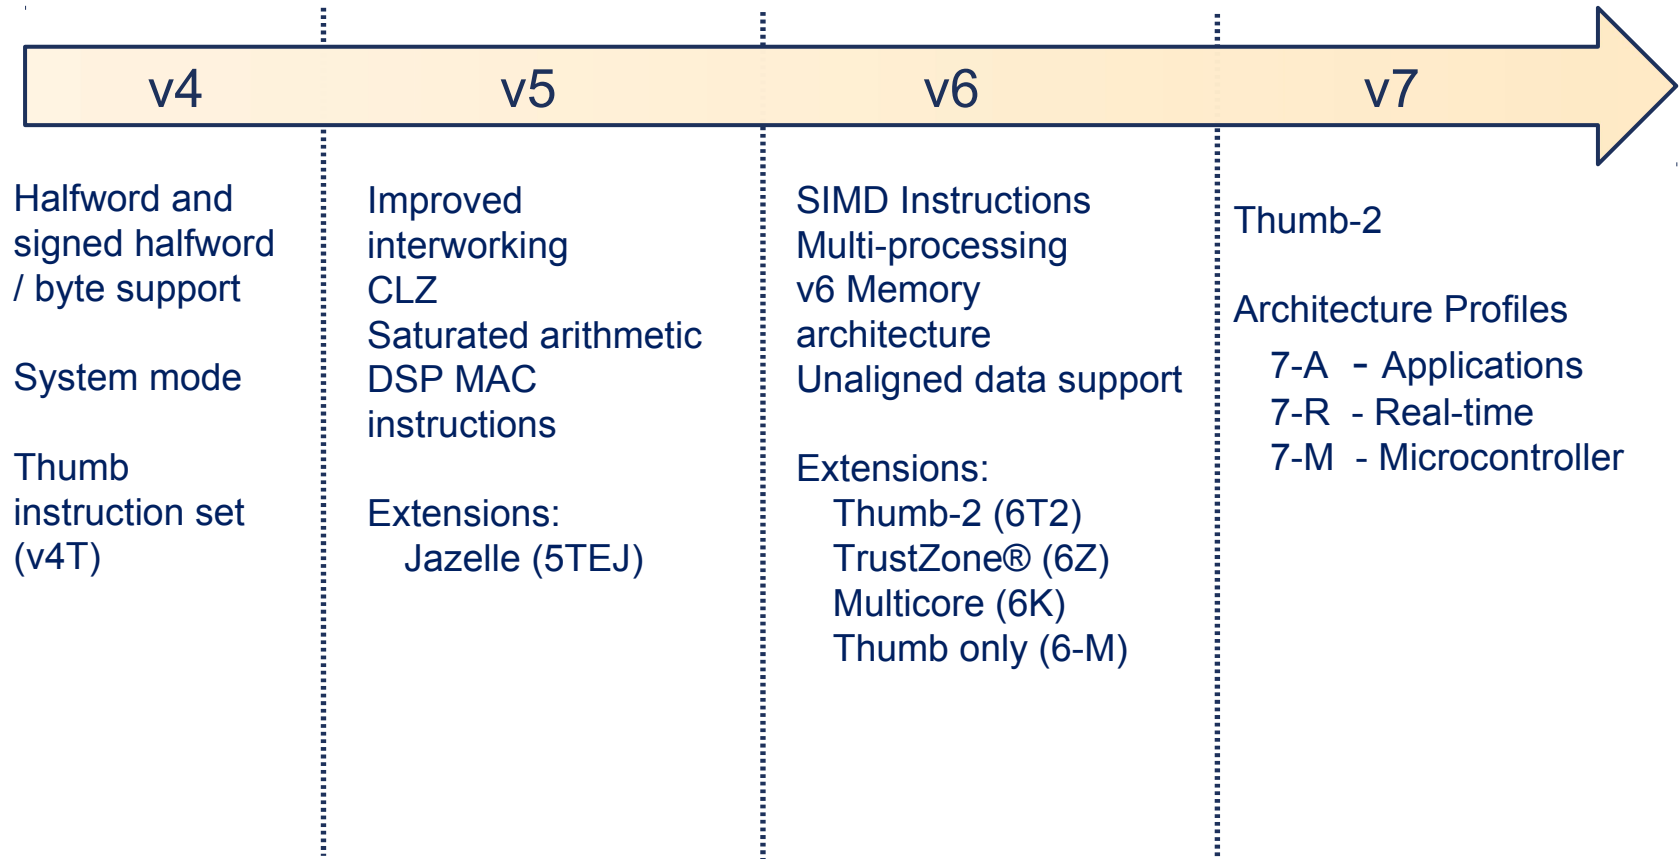 v4
v5
v6
v7
Halfword and
signed halfword
/ byte support
System mode
Thumb
instruction set
(v4T)
Improved
interworking
CLZ
Saturated arithmetic
DSP MAC
instructions
Extensions:
Jazelle (5TEJ)
SIMD Instructions
Multi-processing
v6 Memory
architecture
Unaligned data support
Extensions:
Thumb-2 (6T2)
TrustZone® (6Z)
Multicore (6K)
Thumb only (6-M)
Thumb-2
Architecture Profiles
7-A - Applications
7-R - Real-time
7-M - Microcontroller